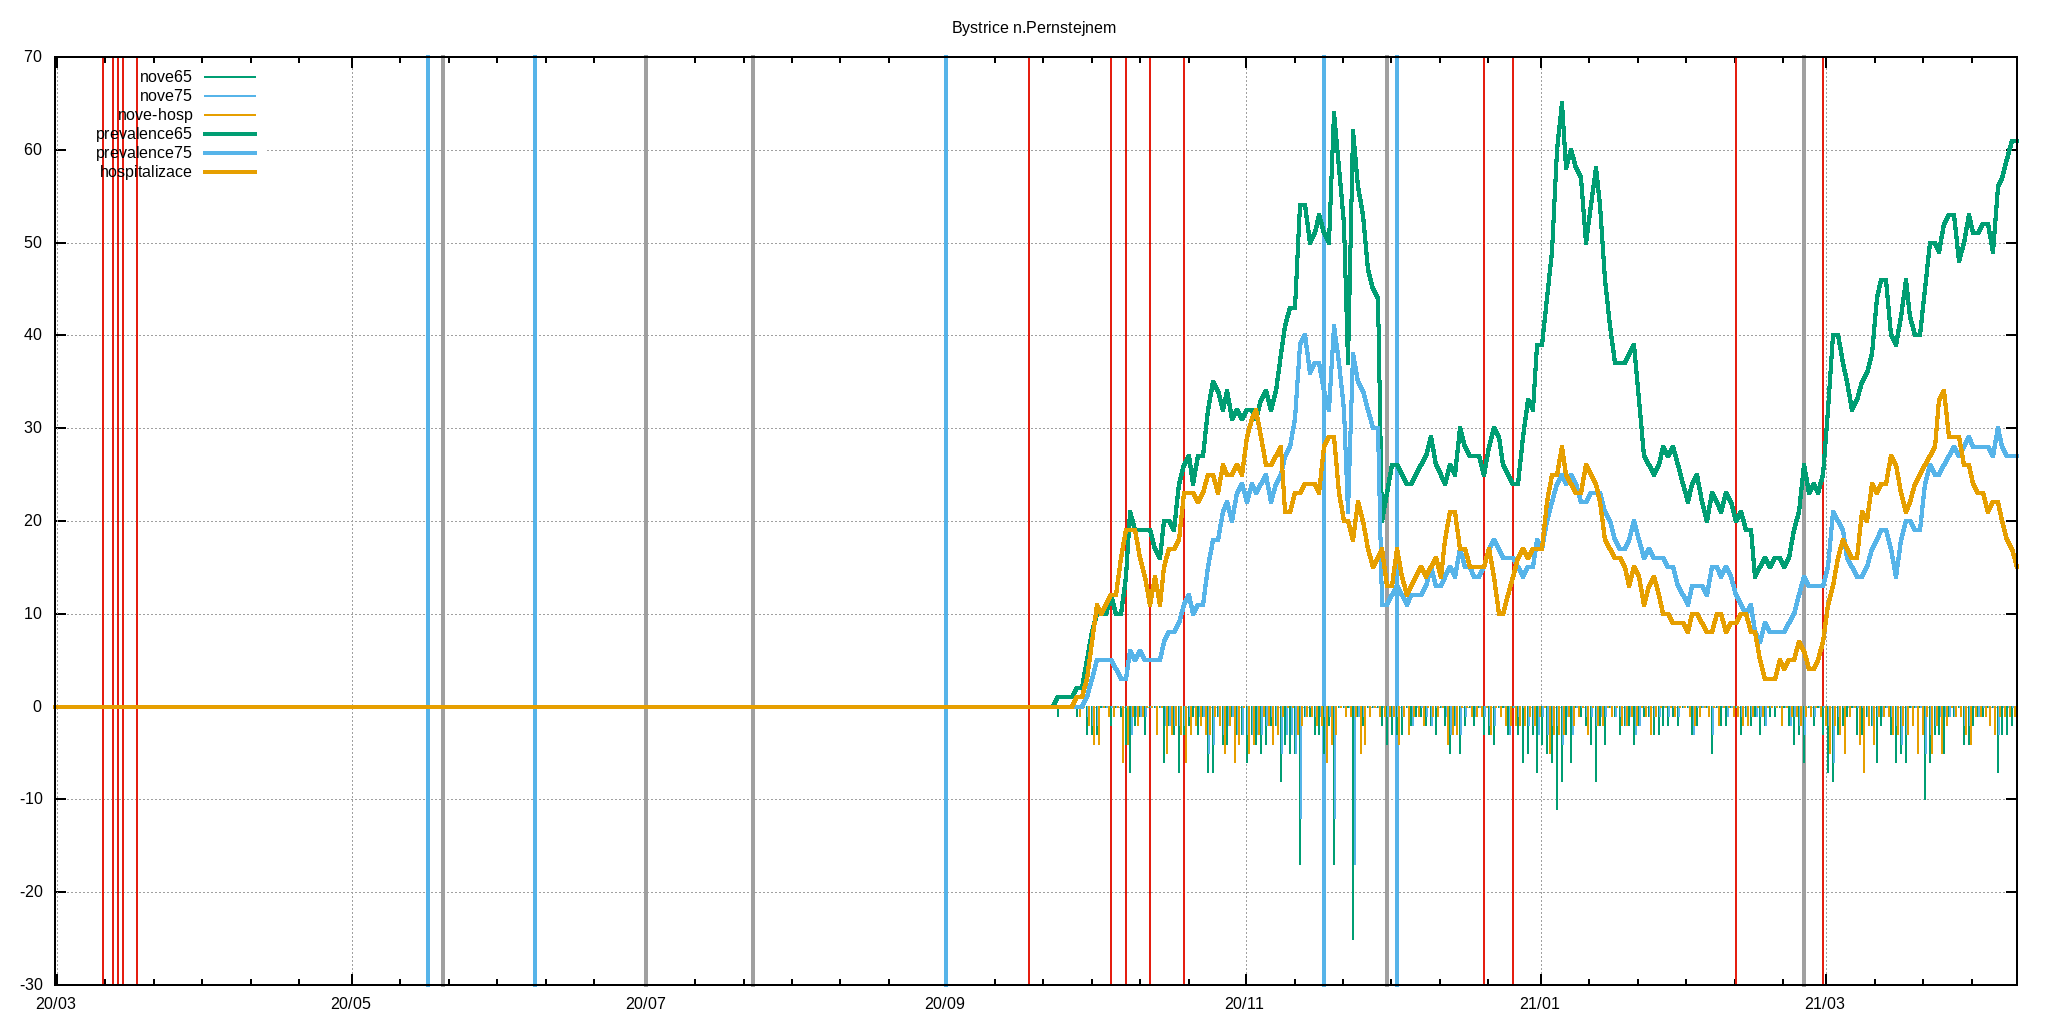 Bystrice n.Pernstejnem
70
60
50
40
30
20
10
0
-10
-20
-30
nove65
nove75
nove-hosp
prevalence65
prevalence75
hospitalizace
20/03 20/05 20/07 20/09 20/11 21/01 21/03